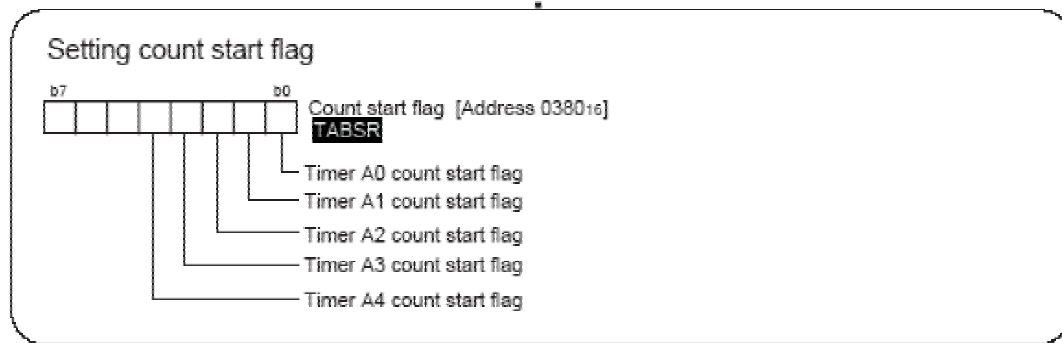 Setting count start flag
b7 b0
Count start flag [Address 038016]
TABSR
Timer A0 count start flag
Timer A1 count start flag
Timer A2 count start flag
Timer A3 count start flag
Timer A4 count start flag